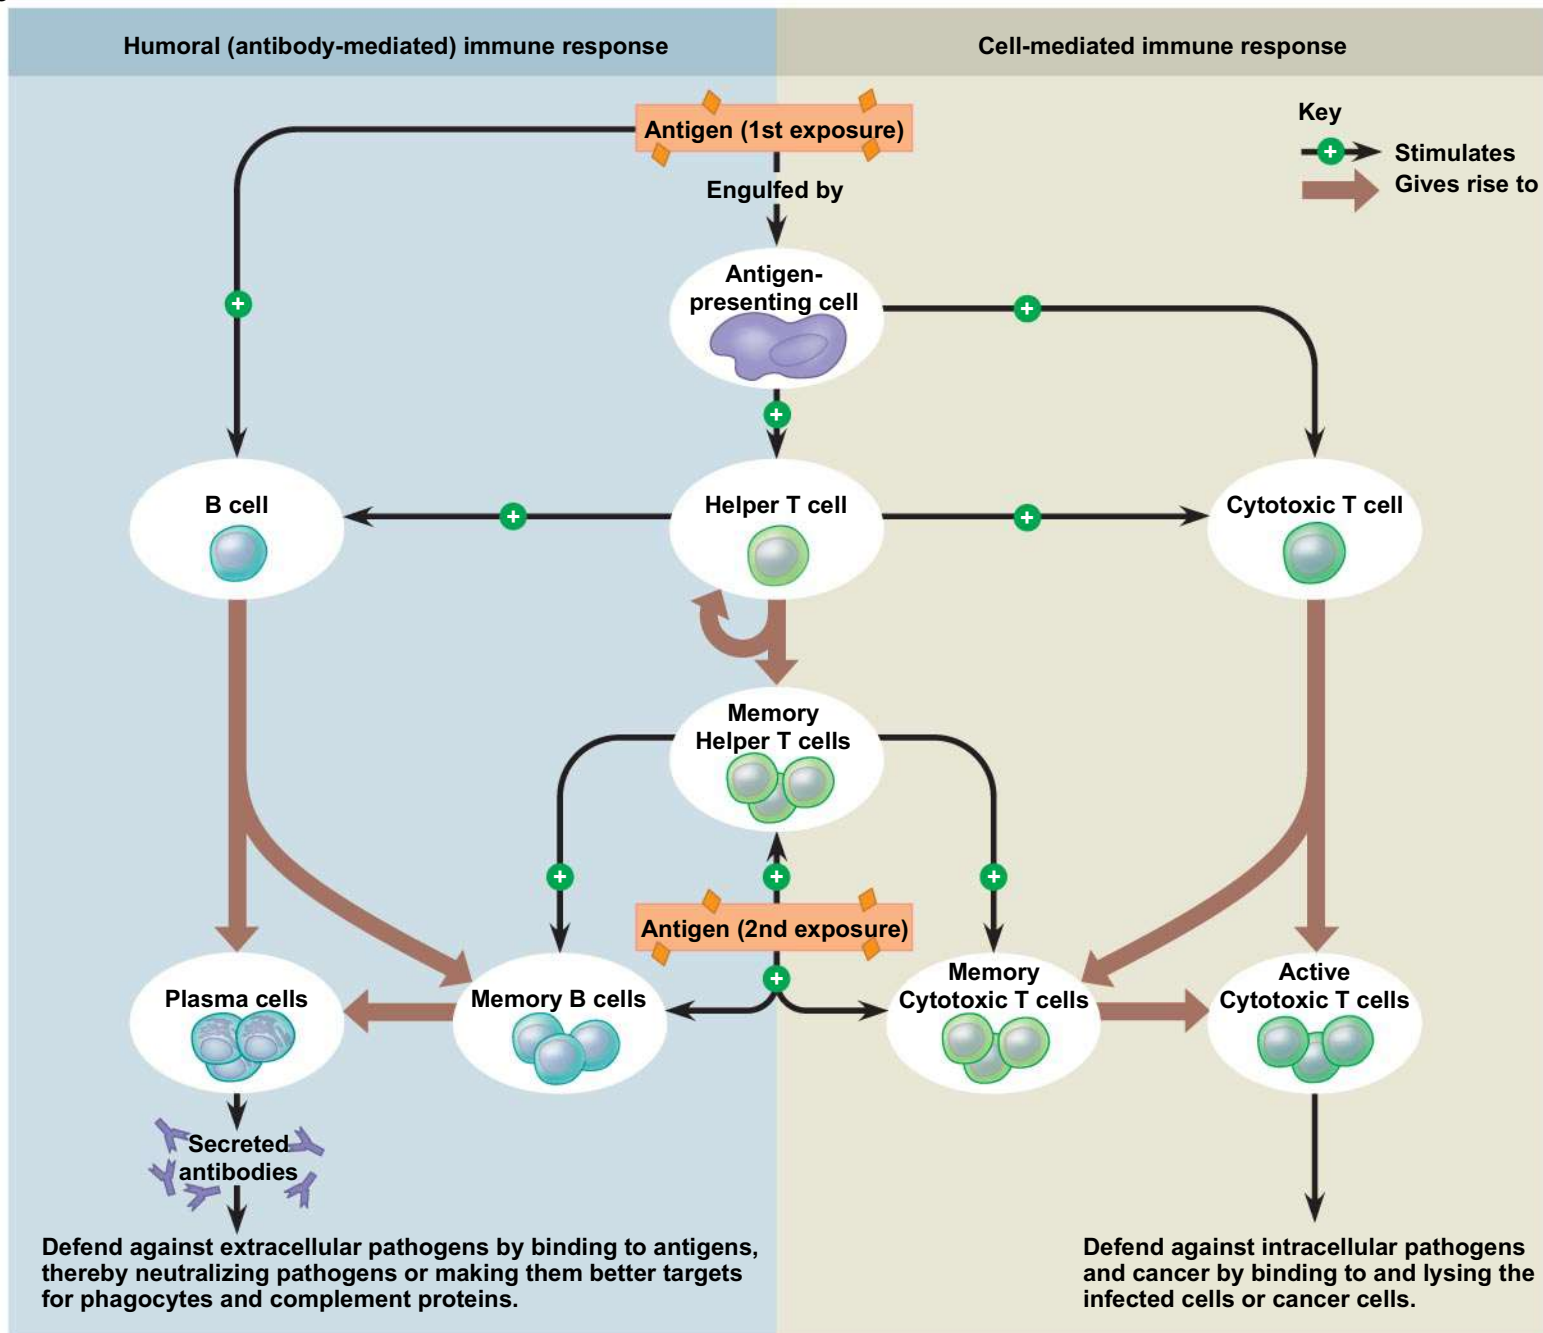 Humoral (antibody-mediated) immune response
Cell-mediated immune response
Antigen (1st exposure)
Key
Stimulates
Gives rise to
Engulfed by
Antigen-
presenting cell
B cell
Helper T cell
Cytotoxic T cell
Memory
Helper T cells
Antigen (2nd exposure)
Plasma cells
Memory B cells
Memory
Cytotoxic T cells
Active
Cytotoxic T cells
Secreted
antibodies
Defend against extracellular pathogens by binding to antigens,
thereby neutralizing pathogens or making them better targets
for phagocytes and complement proteins.
Defend against intracellular pathogens
and cancer by binding to and lysing the
infected cells or cancer cells.